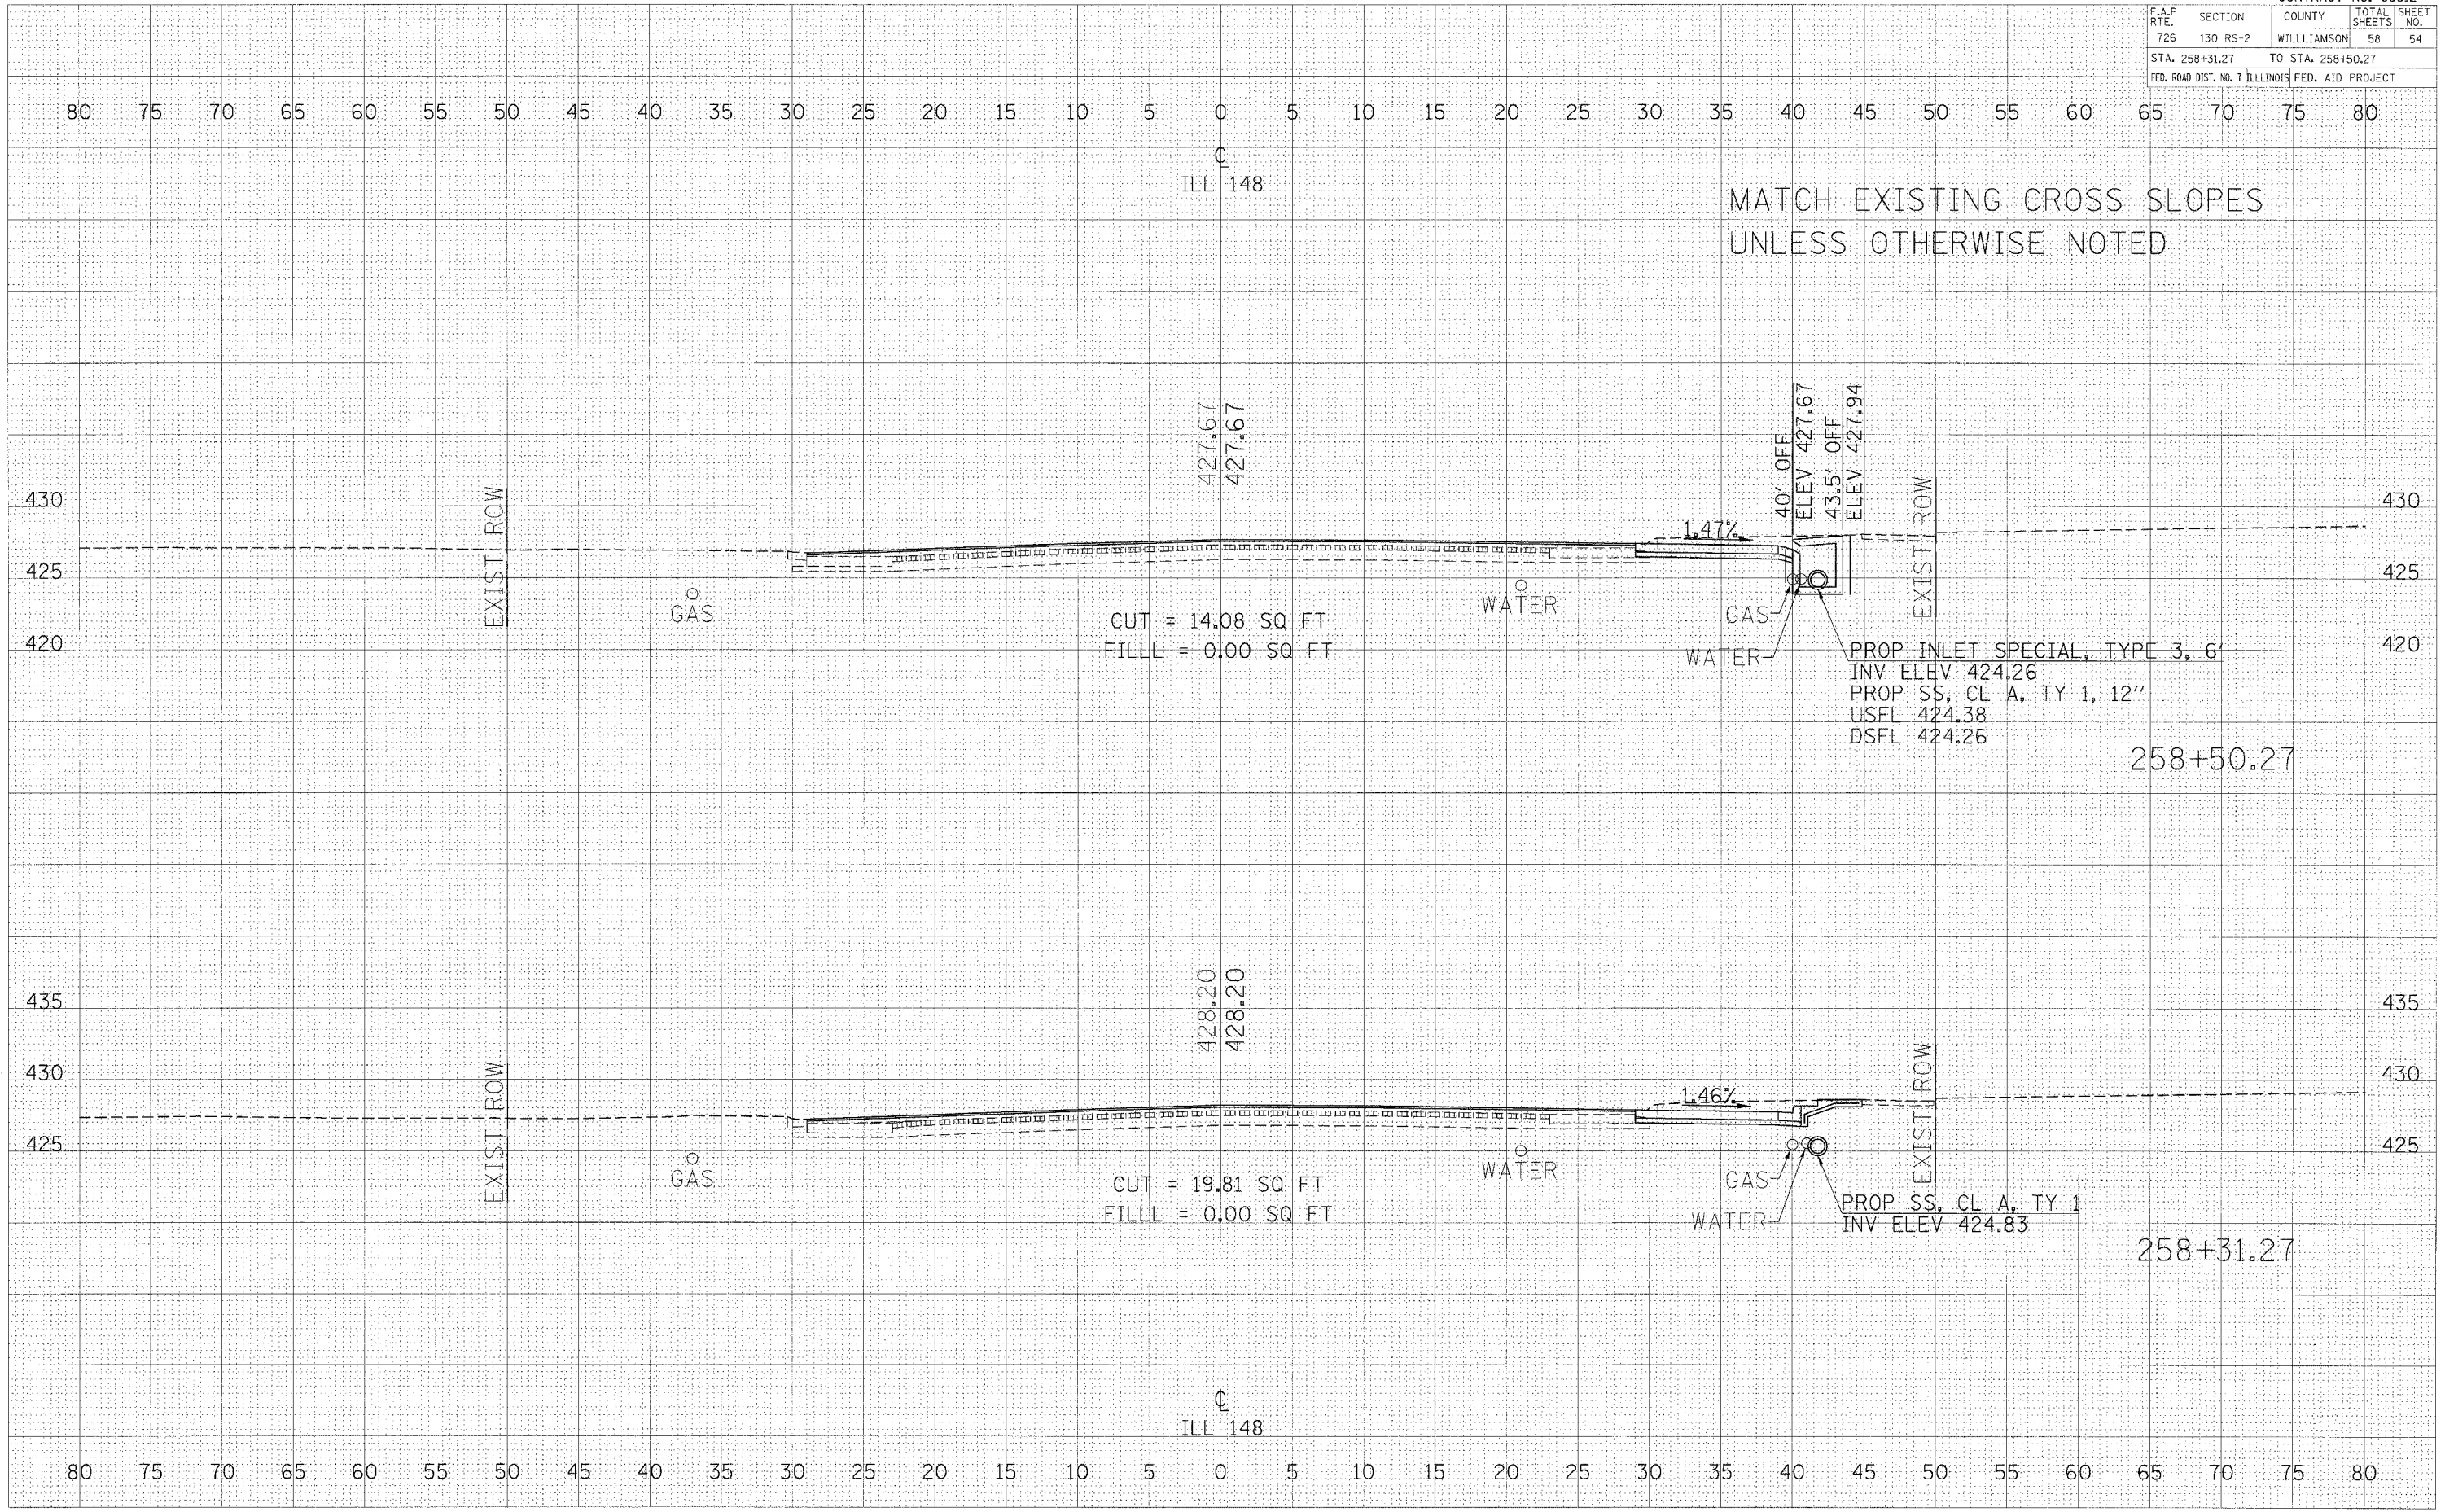 F.A.P RTE. SECTION COUNTY TOTAL SHEETS SHEET NO.
726 130 RS-2 WILLLIAMSON 58 54
STA. 258+31.27 TO STA. 258+50.27
FED. ROAD DIST. NO. 7 ILLLINOIS FED. AID PROJECT
80 75 70 65 60 55 50 45 40 35 30 25 20 15 10 5 0 5 10 15 20 25 30 35 40 45 50 55 60 65 70 75 80
℄
ILL 148
MATCH EXISTING CROSS SLOPES
UNLESS OTHERWISE NOTED
427.67
427.67
40' OFF
ELEV 427.67
43.5' OFF
ELEV 427.94
430
430
EXIST ROW
EXIST ROW
1.47%
425
425
GAS
WATER
GAS
WATER
CUT = 14.08 SQ FT
FILLL = 0.00 SQ FT
420
420
PROP INLET SPECIAL, TYPE 3, 6'
INV ELEV 424.26
PROP SS, CL A, TY 1, 12"
USFL 424.38
DSFL 424.26
258+50.27
428.20
428.20
435
435
430
430
EXIST ROW
EXIST ROW
1.46%
425
425
GAS
WATER
GAS
WATER
CUT = 19.81 SQ FT
FILLL = 0.00 SQ FT
PROP SS, CL A, TY 1
INV ELEV 424.83
258+31.27
℄
ILL 148
80 75 70 65 60 55 50 45 40 35 30 25 20 15 10 5 0 5 10 15 20 25 30 35 40 45 50 55 60 65 70 75 80